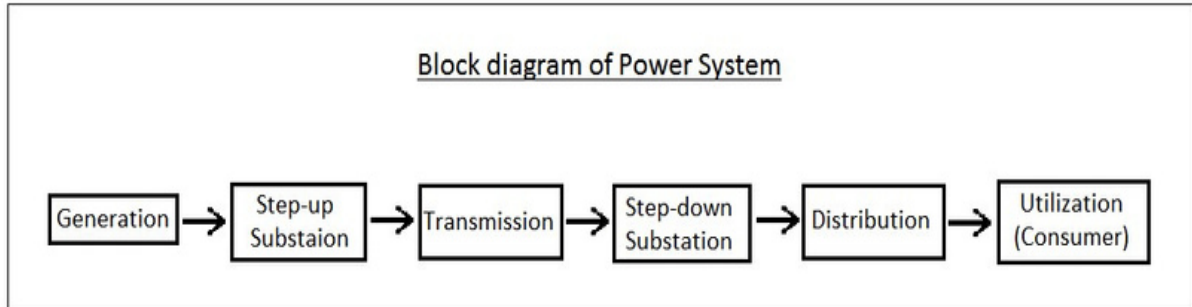 Block diagram of Power System
Generation
Step-up
Substaion
Transmission
Step-down
Substation
Distribution
Utilization
(Consumer)